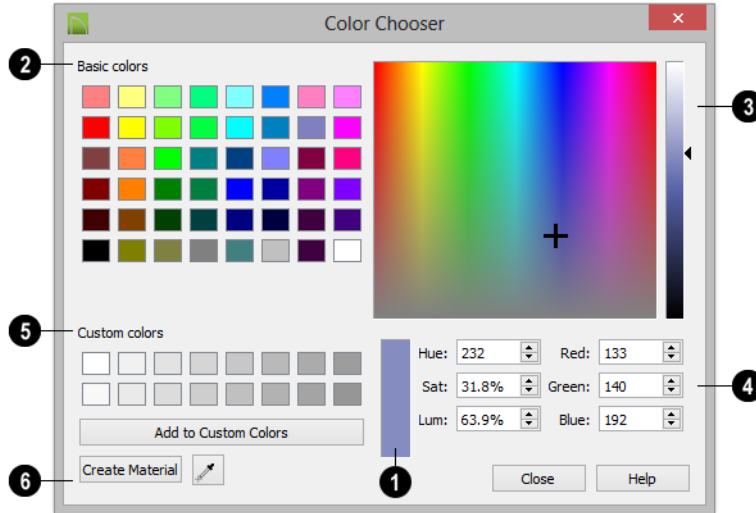 Color Chooser
2 Basic colors
3
5 Custom colors
Hue: 232 Red: 133
Sat: 31.8% Green: 140 4
Lum: 63.9% Blue: 192
Add to Custom Colors
6 Create Material
1
Close Help